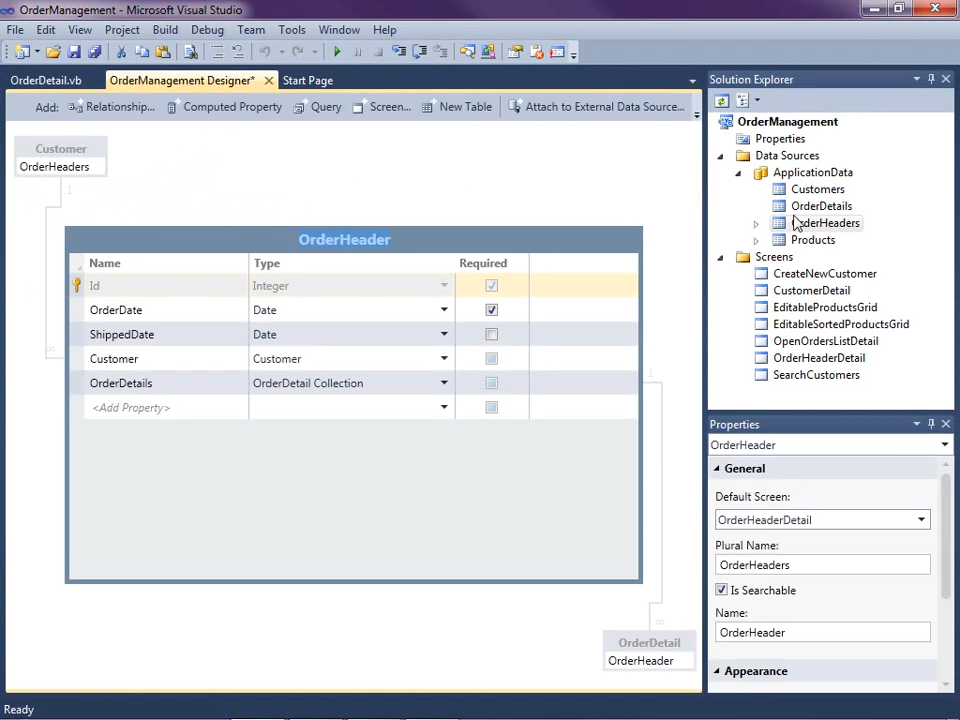 OrderManagement - Microsoft Visual Studio
File Edit View Project Build Debug Team Tools Window Help
OrderDetail.vb OrderManagement Designer* Start Page
Add: Relationship... Computed Property Query Screen... New Table Attach to External Data Source...
Customer
OrderHeaders
1
∞
OrderHeader
Name Type Required
Id Integer
OrderDate Date
ShippedDate Date
Customer Customer
OrderDetails OrderDetail Collection
<Add Property>
1
∞
OrderDetail
OrderHeader
Solution Explorer
OrderManagement
Properties
Data Sources
ApplicationData
Customers
OrderDetails
OrderHeaders
Products
Screens
CreateNewCustomer
CustomerDetail
EditableProductsGrid
EditableSortedProductsGrid
OpenOrdersListDetail
OrderHeaderDetail
SearchCustomers
Properties
OrderHeader
General
Default Screen:
OrderHeaderDetail
Plural Name:
OrderHeaders
Is Searchable
Name:
OrderHeader
Appearance
Ready